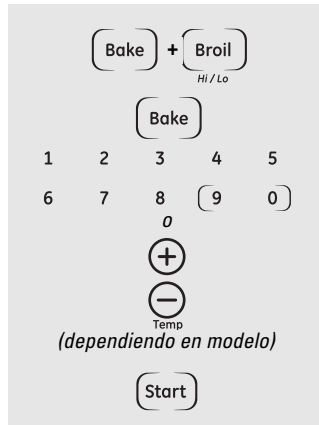 Bake + Broil
Hi / Lo
Bake
1 2 3 4 5
6 7 8 9 0
o
+
−
Temp
(dependiendo en modelo)
Start